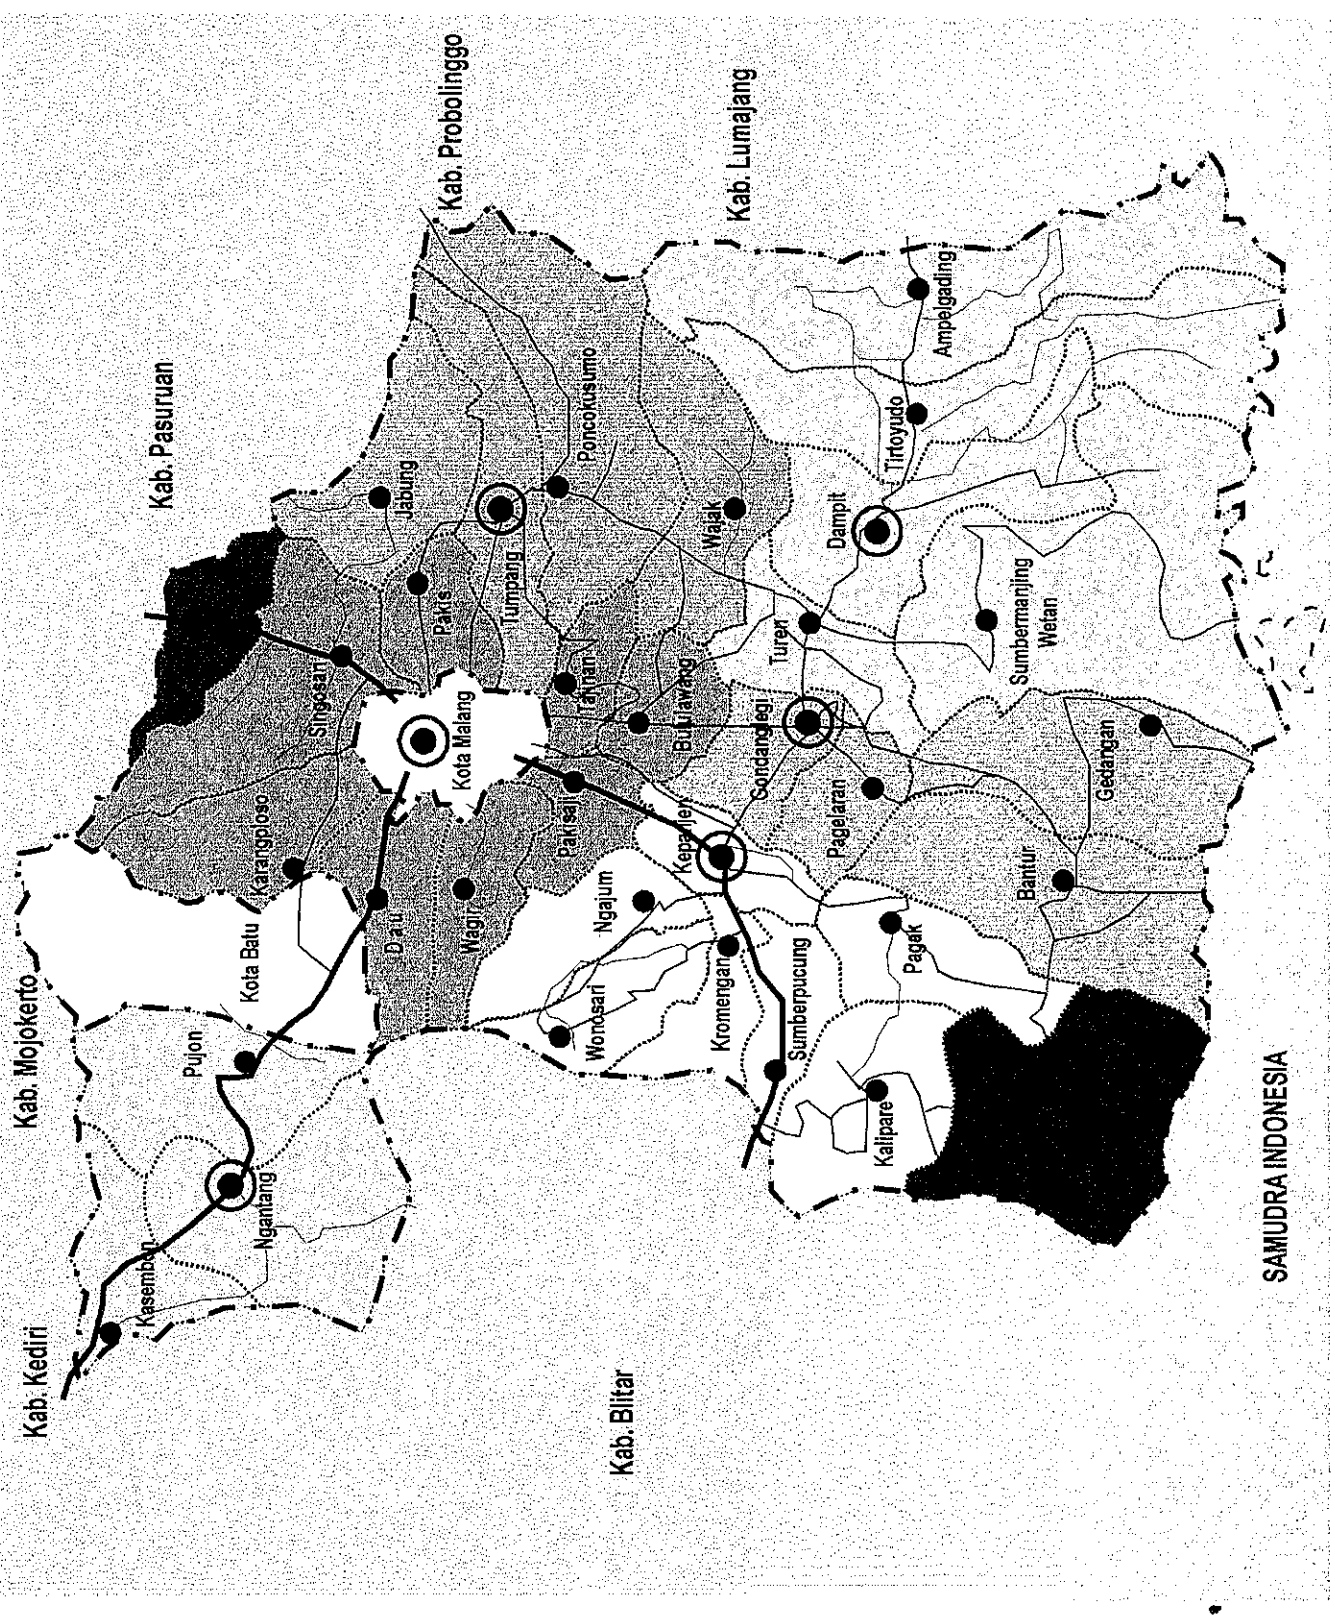 Kab. Kediri
Kab. Mojokerto
Kasembon
Kab. Pasuruan
Pujon
Kota Batu
Ngantang
Karangploso
Singosari
Dau
Jabung
Pakis
Kab. Probolinggo
Kota Malang
Wagir
Tumpang
Pakisaji
Tajinan
Poncokusumo
Wonosari
Ngajum
Kab. Blitar
Kepanjen
Bululawang
Wajak
Kromengan
Kab. Lumajang
Gondanglegi
Turen
Sumberpucung
Pagelaran
Dampit
Kalipare
Tirtoyudo
Pagak
Ampelgading
Sumbermanjing
Wetan
Bantur
Gedangan
SAMUDRA INDONESIA